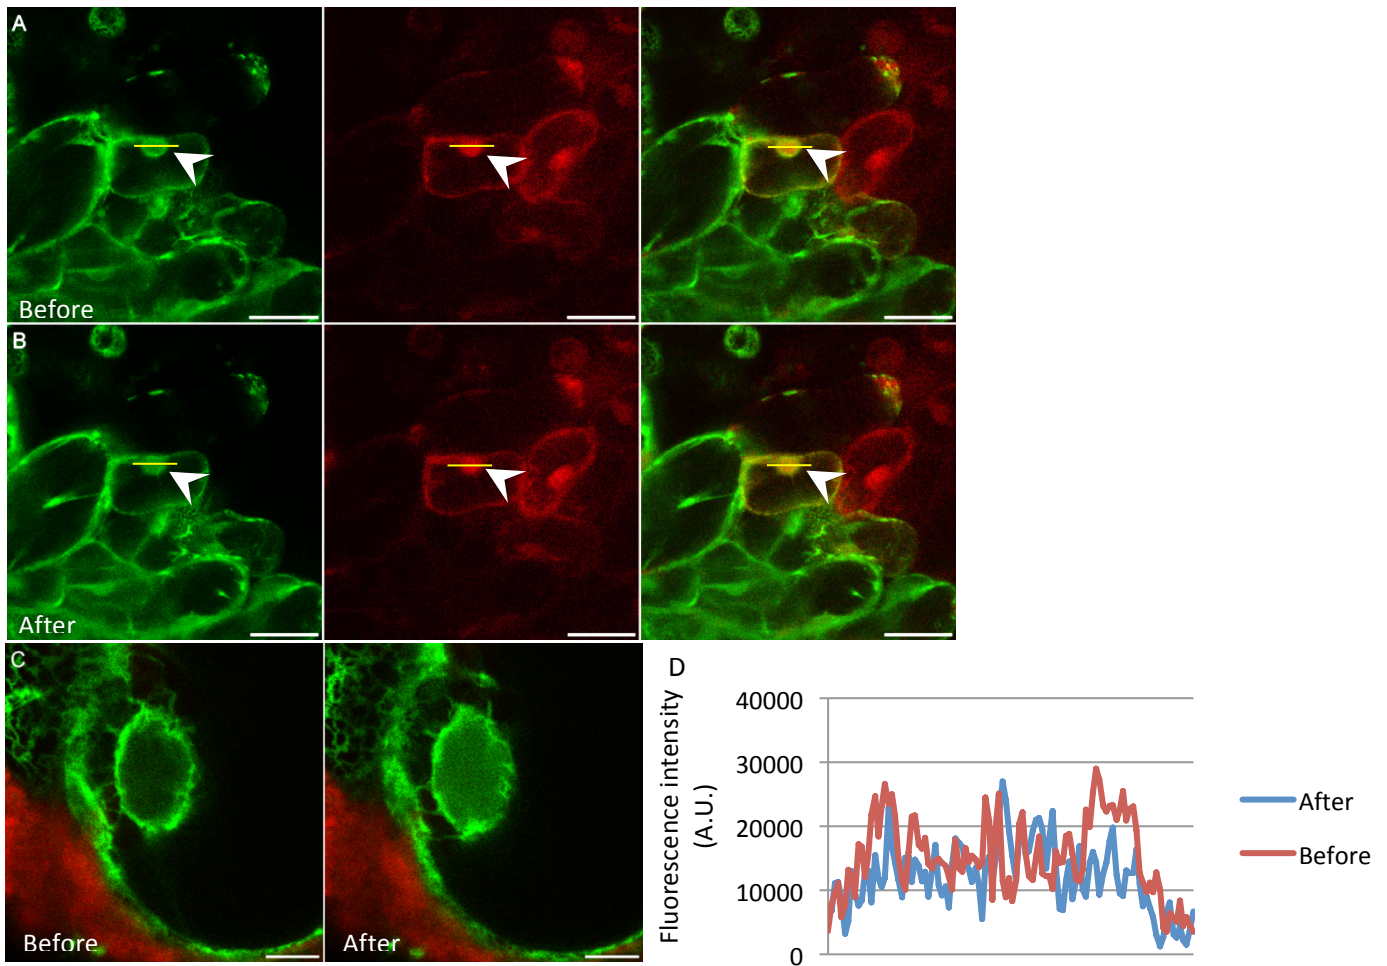 A
Before
B
After
C
Before
After
D
Fluorescence intensity
(A.U.)
40000
30000
20000
10000
0
After
Before